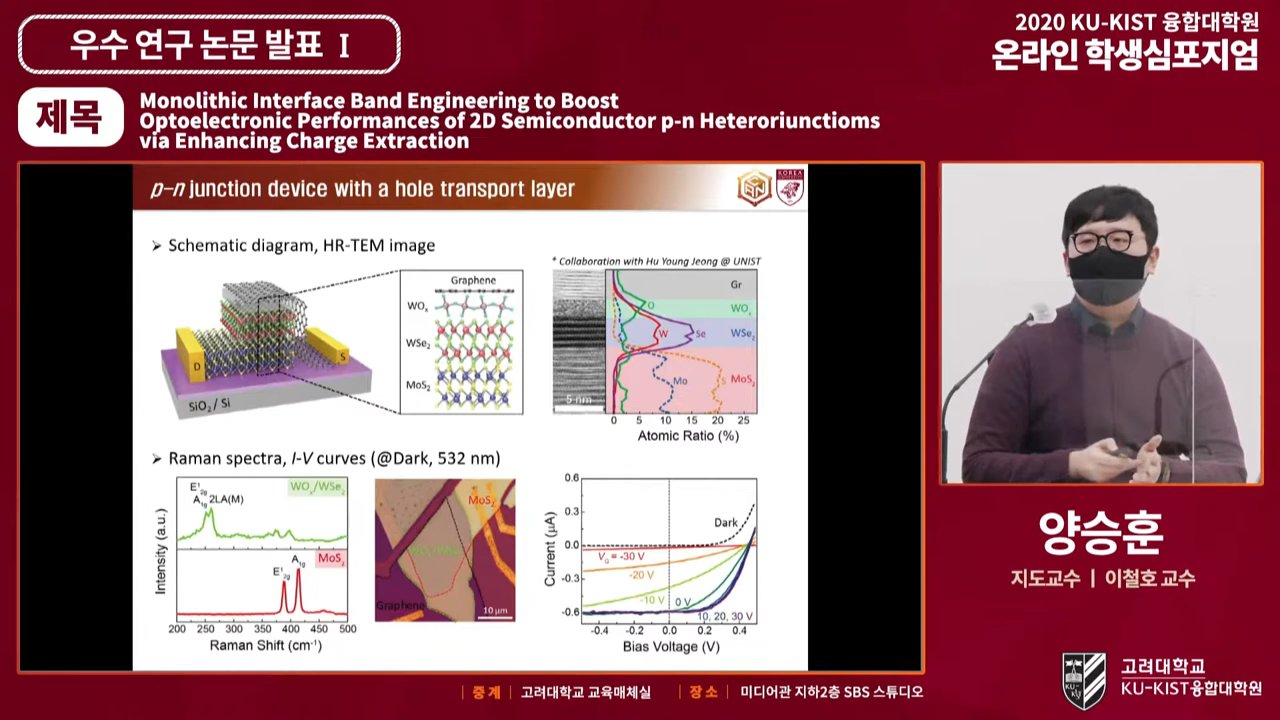 우수 연구 논문 발표 Ⅰ
2020 KU-KIST 융합대학원
온라인 학생심포지엄
제목
Monolithic Interface Band Engineering to Boost
Optoelectronic Performances of 2D Semiconductor p-n Heteroriunctioms
via Enhancing Charge Extraction
p-n junction device with a hole transport layer
KOREA
➢ Schematic diagram, HR-TEM image
* Collaboration with Hu Young Jeong @ UNIST
D
S
SiO₂ / Si
Graphene
WOₓ
WSe₂
MoS₂
Gr
O
WOₓ
W
Se
WSe₂
Mo
S
MoS₂
5 nm
0 5 10 15 20 25
Atomic Ratio (%)
➢ Raman spectra, I-V curves (@Dark, 532 nm)
E¹₂g
A₁g 2LA(M)
WOₓ/WSe₂
MoS₂
E¹₂g
A₁g
Intensity (a.u.)
200 250 300 350 400 450 500
Raman Shift (cm⁻¹)
MoS₂
Graphene
10 μm
Current (μA)
0.6
0.3
0.0
-0.3
-0.6
Dark
V_G = -30 V
-20 V
-10 V
0 V
10, 20, 30 V
-0.4 -0.2 0.0 0.2 0.4
Bias Voltage (V)
양승훈
지도교수 | 이철호 교수
| 중 계 | 고려대학교 교육매체실
| 장 소 | 미디어관 지하2층 SBS 스튜디오
KU-KIST
고려대학교
KU-KIST융합대학원